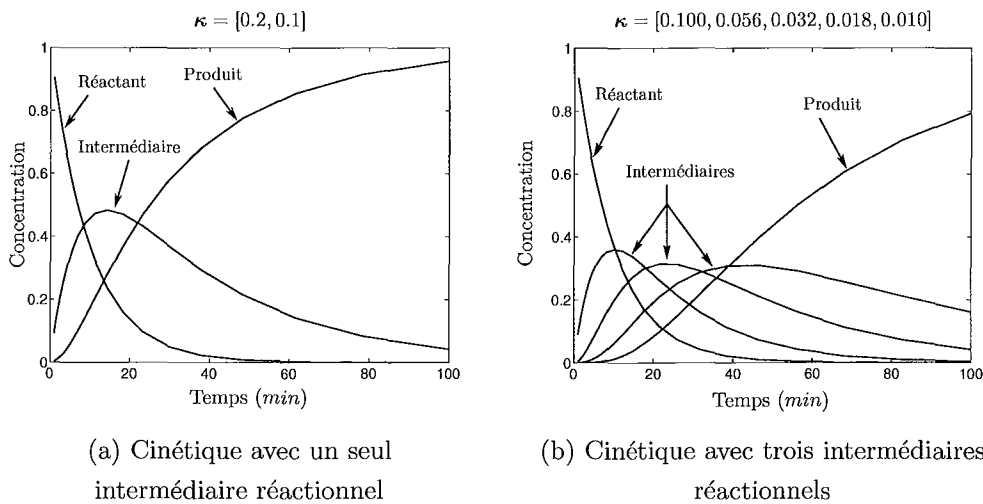 κ = [0.2, 0.1]
1
0.8
0.6
0.4
0.2
0
Concentration
Réactant
Produit
Intermédiaire
0 20 40 60 80 100
Temps (min)
(a) Cinétique avec un seul
intermédiaire réactionnel
κ = [0.100, 0.056, 0.032, 0.018, 0.010]
1
0.8
0.6
0.4
0.2
0
Concentration
Réactant
Produit
Intermédiaires
0 20 40 60 80 100
Temps (min)
(b) Cinétique avec trois intermédiaires
réactionnels